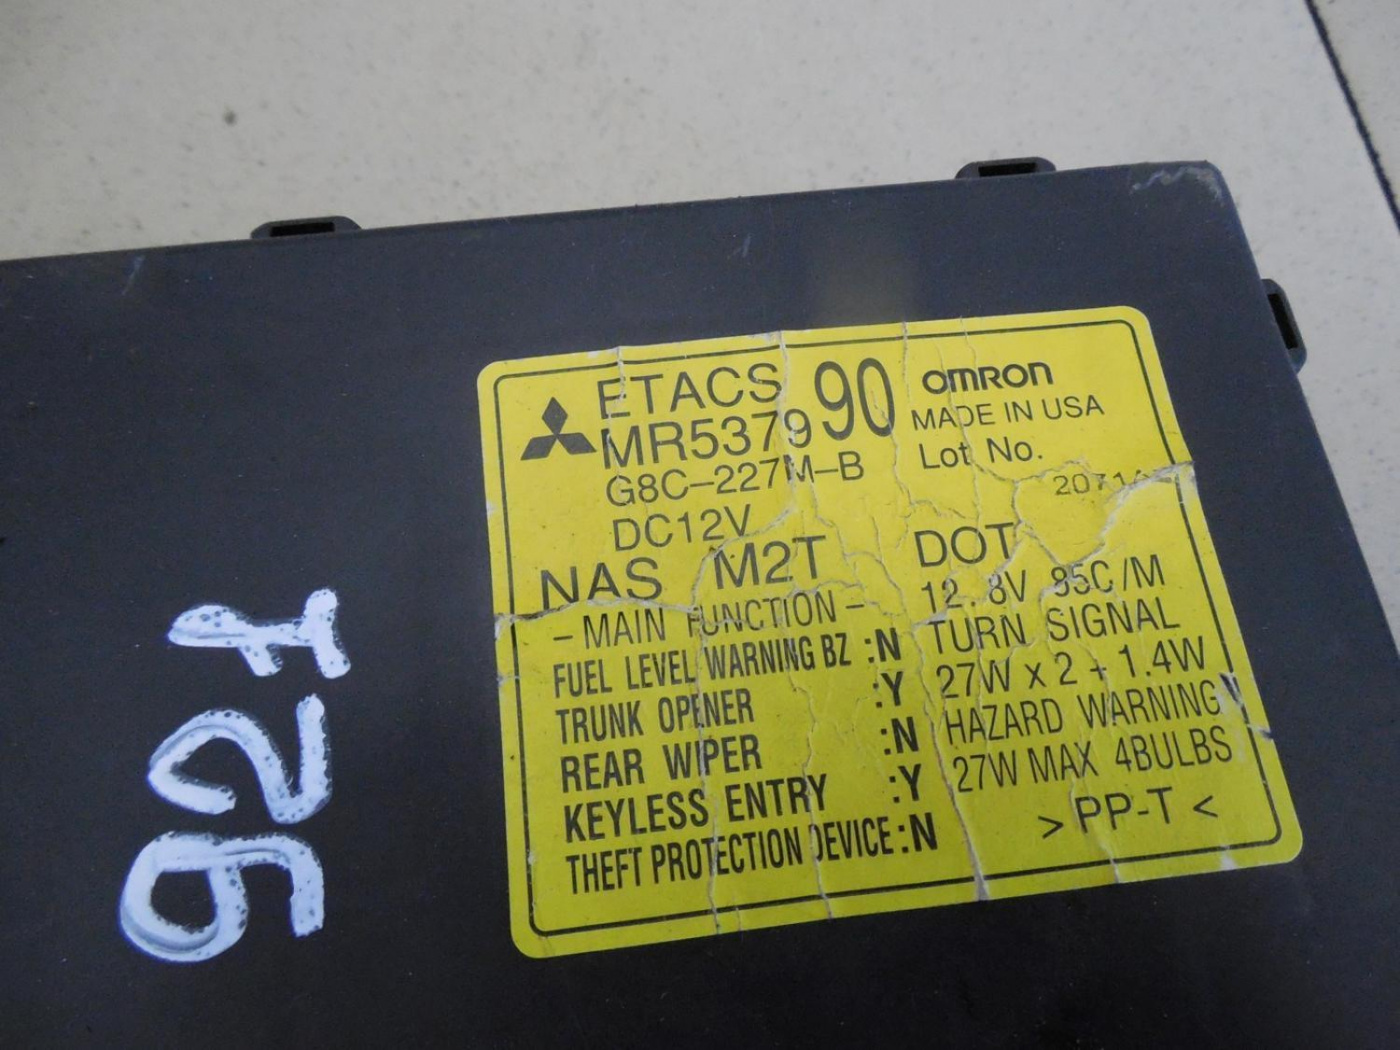 ETACS 90
MR5379
G8C-227M-B
DC12V
NAS M2T
OMRON
MADE IN USA
Lot No.
DOT
12.8V 85C/M
TURN SIGNAL
27W x 2 + 1.4W
HAZARD WARNING
27W MAX 4BULBS
> PP-T <
- MAIN FUNCTION -
FUEL LEVEL WARNING BZ :N
TRUNK OPENER :Y
REAR WIPER :N
KEYLESS ENTRY :Y
THEFT PROTECTION DEVICE :N